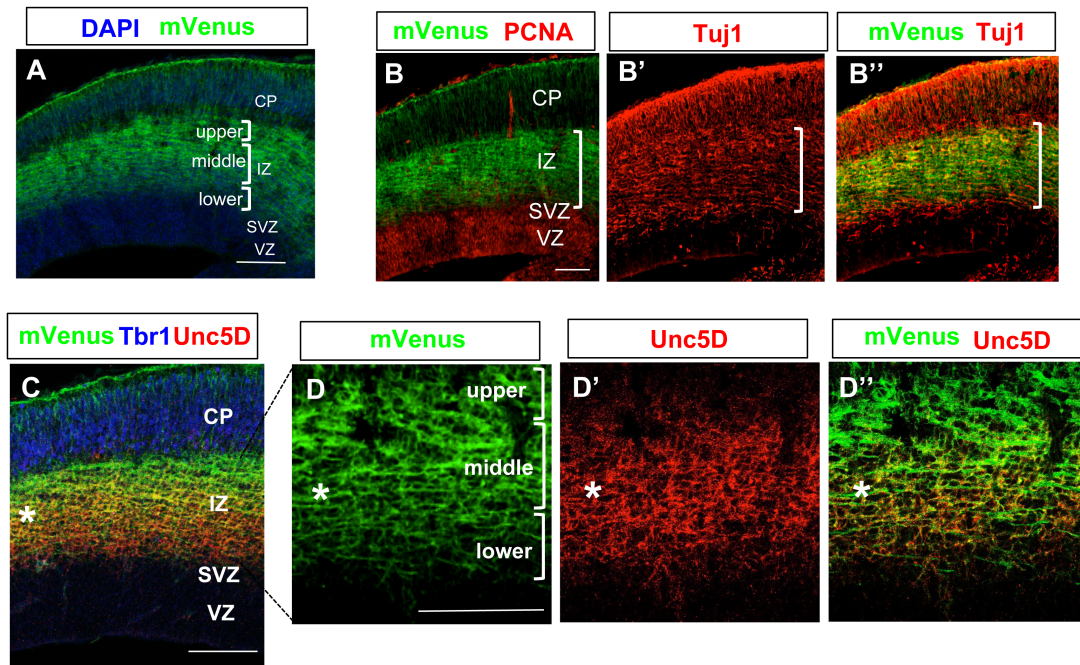 DAPI mVenus
A
CP
upper
middle
IZ
lower
SVZ
VZ
mVenus PCNA
B
CP
IZ
SVZ
VZ
Tuj1
B’
mVenus Tuj1
B’’
mVenus Tbr1 Unc5D
C
CP
*
IZ
SVZ
VZ
mVenus
D
upper
middle
*
lower
Unc5D
D’
*
mVenus Unc5D
D’’
*